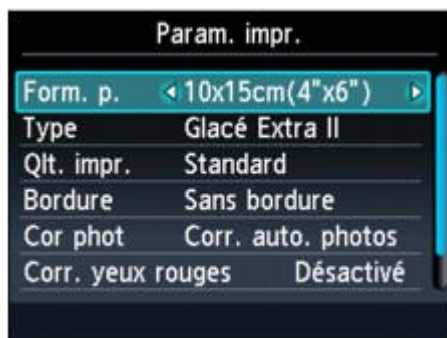 Param. impr.
Form. p. 10x15cm(4"x6")
Type Glacé Extra II
Qlt. impr. Standard
Bordure Sans bordure
Cor phot Corr. auto. photos
Corr. yeux rouges Désactivé